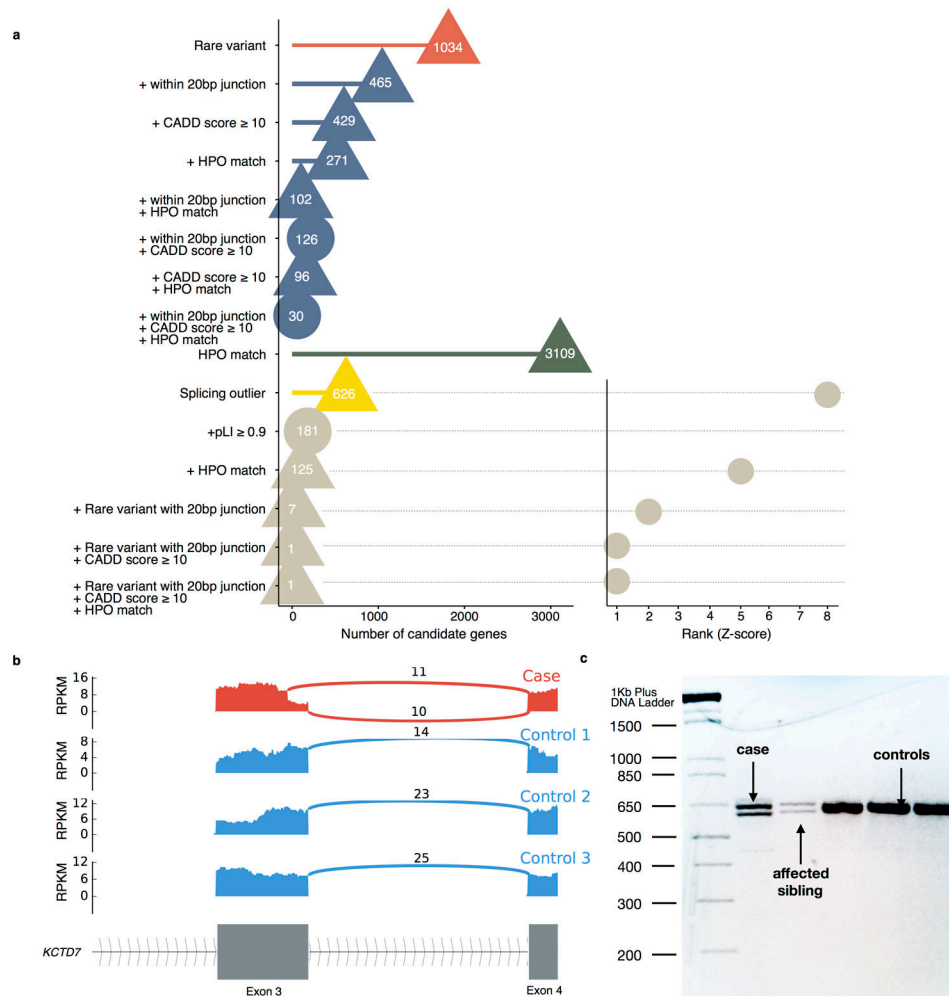 a
Rare variant
1034
+ within 20bp junction
465
+ CADD score ≥ 10
429
+ HPO match
271
+ within 20bp junction
+ HPO match
102
+ within 20bp junction
+ CADD score ≥ 10
126
+ CADD score ≥ 10
+ HPO match
96
+ within 20bp junction
+ CADD score ≥ 10
+ HPO match
30
HPO match
3109
Splicing outlier
626
+pLI ≥ 0.9
181
+ HPO match
125
+ Rare variant with 20bp junction
7
+ Rare variant with 20bp junction
+ CADD score ≥ 10
1
+ Rare variant with 20bp junction
+ CADD score ≥ 10
+ HPO match
1
0 1000 2000 3000
Number of candidate genes
1 2 3 4 5 6 7 8
Rank (Z-score)
b
RPKM
16
8
0
11
10
Case
RPKM
8
4
0
14
Control 1
RPKM
12
6
0
23
Control 2
RPKM
12
6
0
25
Control 3
KCTD7
Exon 3
Exon 4
c
1Kb Plus
DNA Ladder
1500
1000
850
650
500
400
300
200
case
controls
affected
sibling